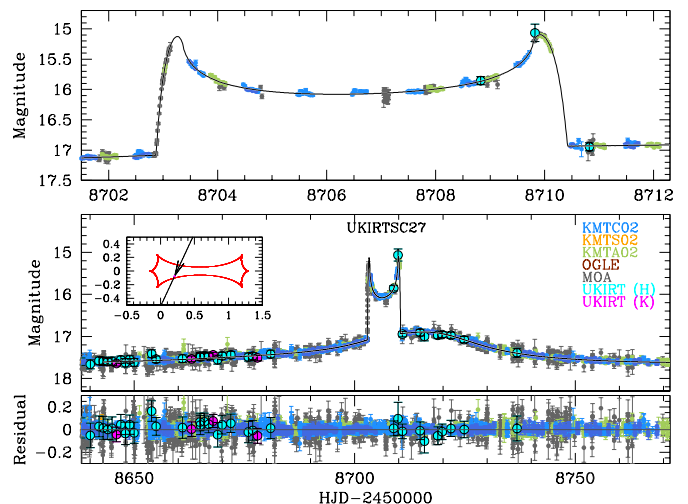 15
15.5
16
16.5
17
17.5
Magnitude
8702 8704 8706 8708 8710 8712
UKIRTSC27
15
16
17
18
Magnitude
0.4
0.2
0
-0.2
-0.4
-0.5 0 0.5 1 1.5
KMTC02
KMTS02
KMTA02
OGLE
MOA
UKIRT (H)
UKIRT (K)
0.2
0
-0.2
Residual
8650 8700 8750
HJD-2450000